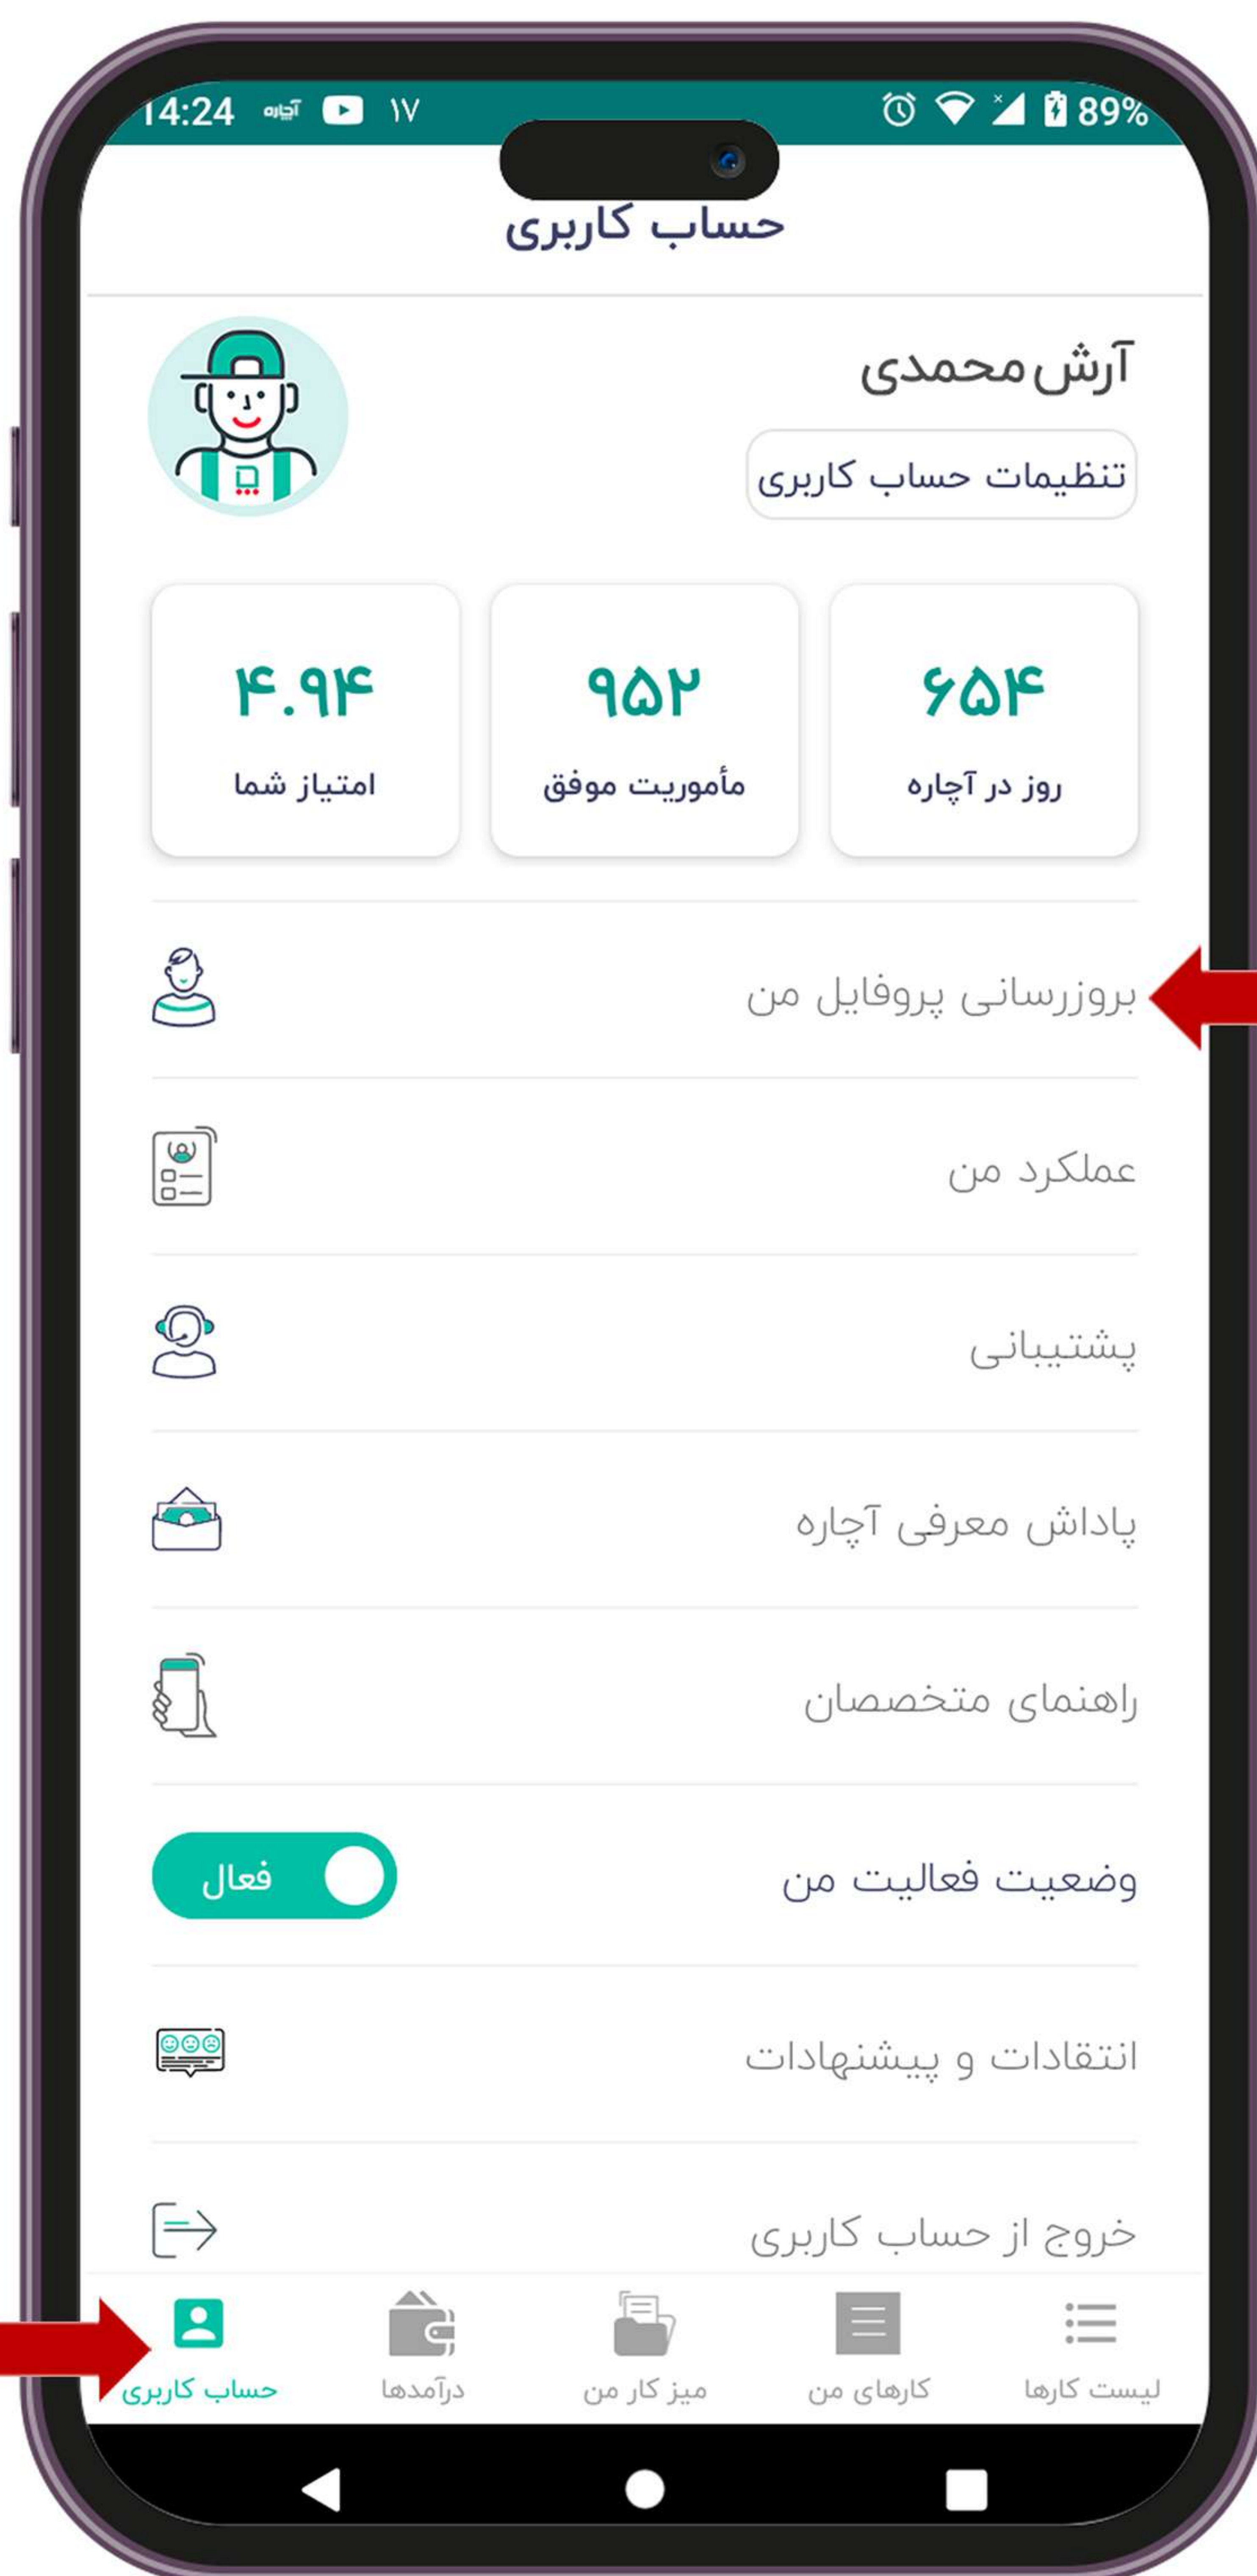 14:24 آچاره ۱۷ 89%
حساب کاربری
آرش محمدی
تنظیمات حساب کاربری
۶۵۴
روز در آچاره
۹۵۲
مأموریت موفق
۴.۹۴
امتیاز شما
بروزرسانی پروفایل من
عملکرد من
پشتیبانی
پاداش معرفی آچاره
راهنمای متخصصان
وضعیت فعالیت من
فعال
انتقادات و پیشنهادات
خروج از حساب کاربری
لیست کارها
کارهای من
میز کار من
درآمدها
حساب کاربری